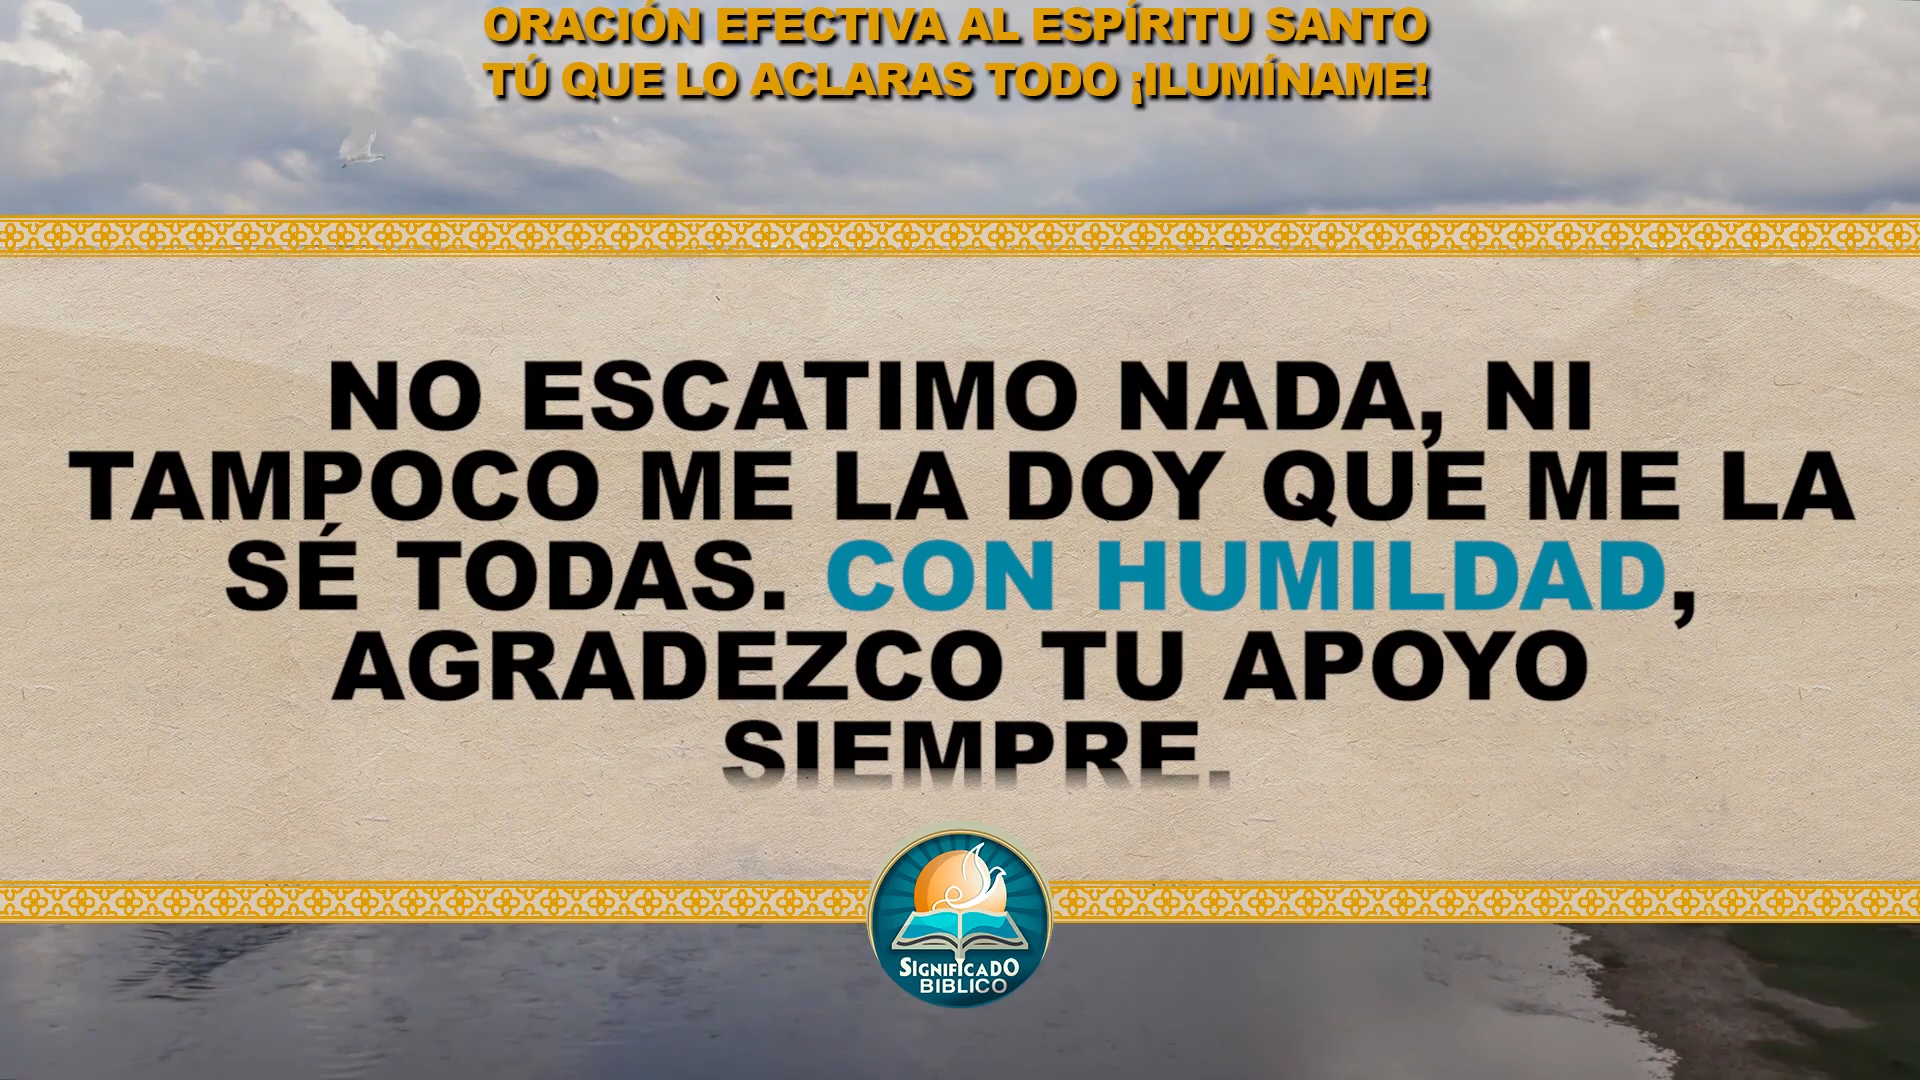 ORACIÓN EFECTIVA AL ESPÍRITU SANTO
TÚ QUE LO ACLARAS TODO ¡ILUMÍNAME!
NO ESCATIMO NADA, NI
TAMPOCO ME LA DOY QUE ME LA
SÉ TODAS. CON HUMILDAD,
AGRADEZCO TU APOYO
SIEMPRE.
SIGNIFICADO
BIBLICO